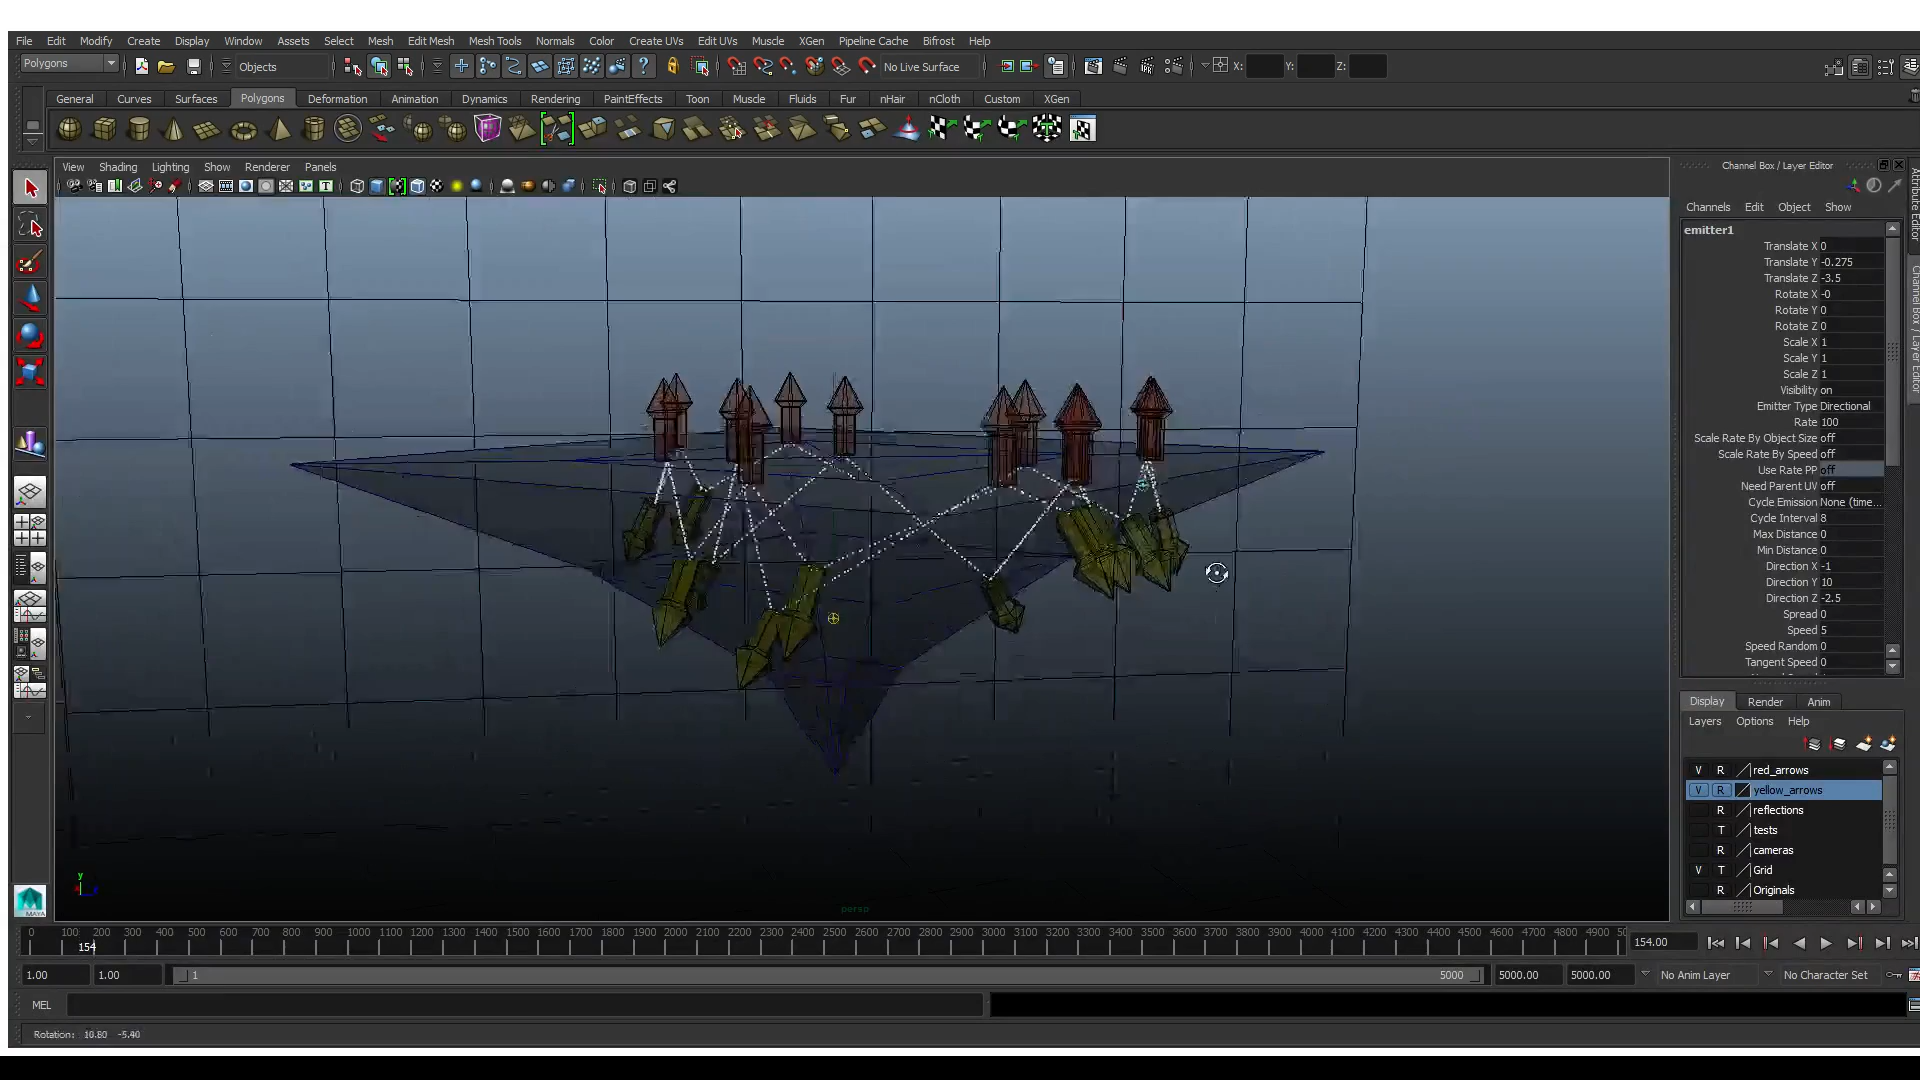 File Edit Modify Create Display Window Assets Select Mesh Edit Mesh Mesh Tools Normals Color Create UVs Edit UVs Muscle XGen Pipeline Cache Bifrost Help
Polygons Objects No Live Surface X: Y: Z:
General Curves Surfaces Polygons Deformation Animation Dynamics Rendering PaintEffects Toon Muscle Fluids Fur nHair nCloth Custom XGen
View Shading Lighting Show Renderer Panels
Channel Box / Layer Editor
Channels Edit Object Show
emitter1
Translate X 0
Translate Y -0.275
Translate Z -3.5
Rotate X -0
Rotate Y 0
Rotate Z 0
Scale X 1
Scale Y 1
Scale Z 1
Visibility on
Emitter Type Directional
Rate 100
Scale Rate By Object Size off
Scale Rate By Speed off
Use Rate PP off
Need Parent UV off
Cycle Emission None (time...
Cycle Interval 8
Max Distance 0
Min Distance 0
Direction X -1
Direction Y 10
Direction Z -2.5
Spread 0
Speed 5
Speed Random 0
Tangent Speed 0
Attribute Editor
Channel Box / Layer Editor
Display Render Anim
Layers Options Help
V R red_arrows
V R yellow_arrows
R reflections
T tests
R cameras
V T Grid
R Originals
y
persp
MAYA
0 100 200 300 400 500 600 700 800 900 1000 1100 1200 1300 1400 1500 1600 1700 1800 1900 2000 2100 2200 2300 2400 2500 2600 2700 2800 2900 3000 3100 3200 3300 3400 3500 3600 3700 3800 3900 4000 4100 4200 4300 4400 4500 4600 4700 4800 4900 50
154
154.00
1.00 1.00 1 5000 5000.00 5000.00 No Anim Layer No Character Set
MEL
Rotation: 10.80 -5.40